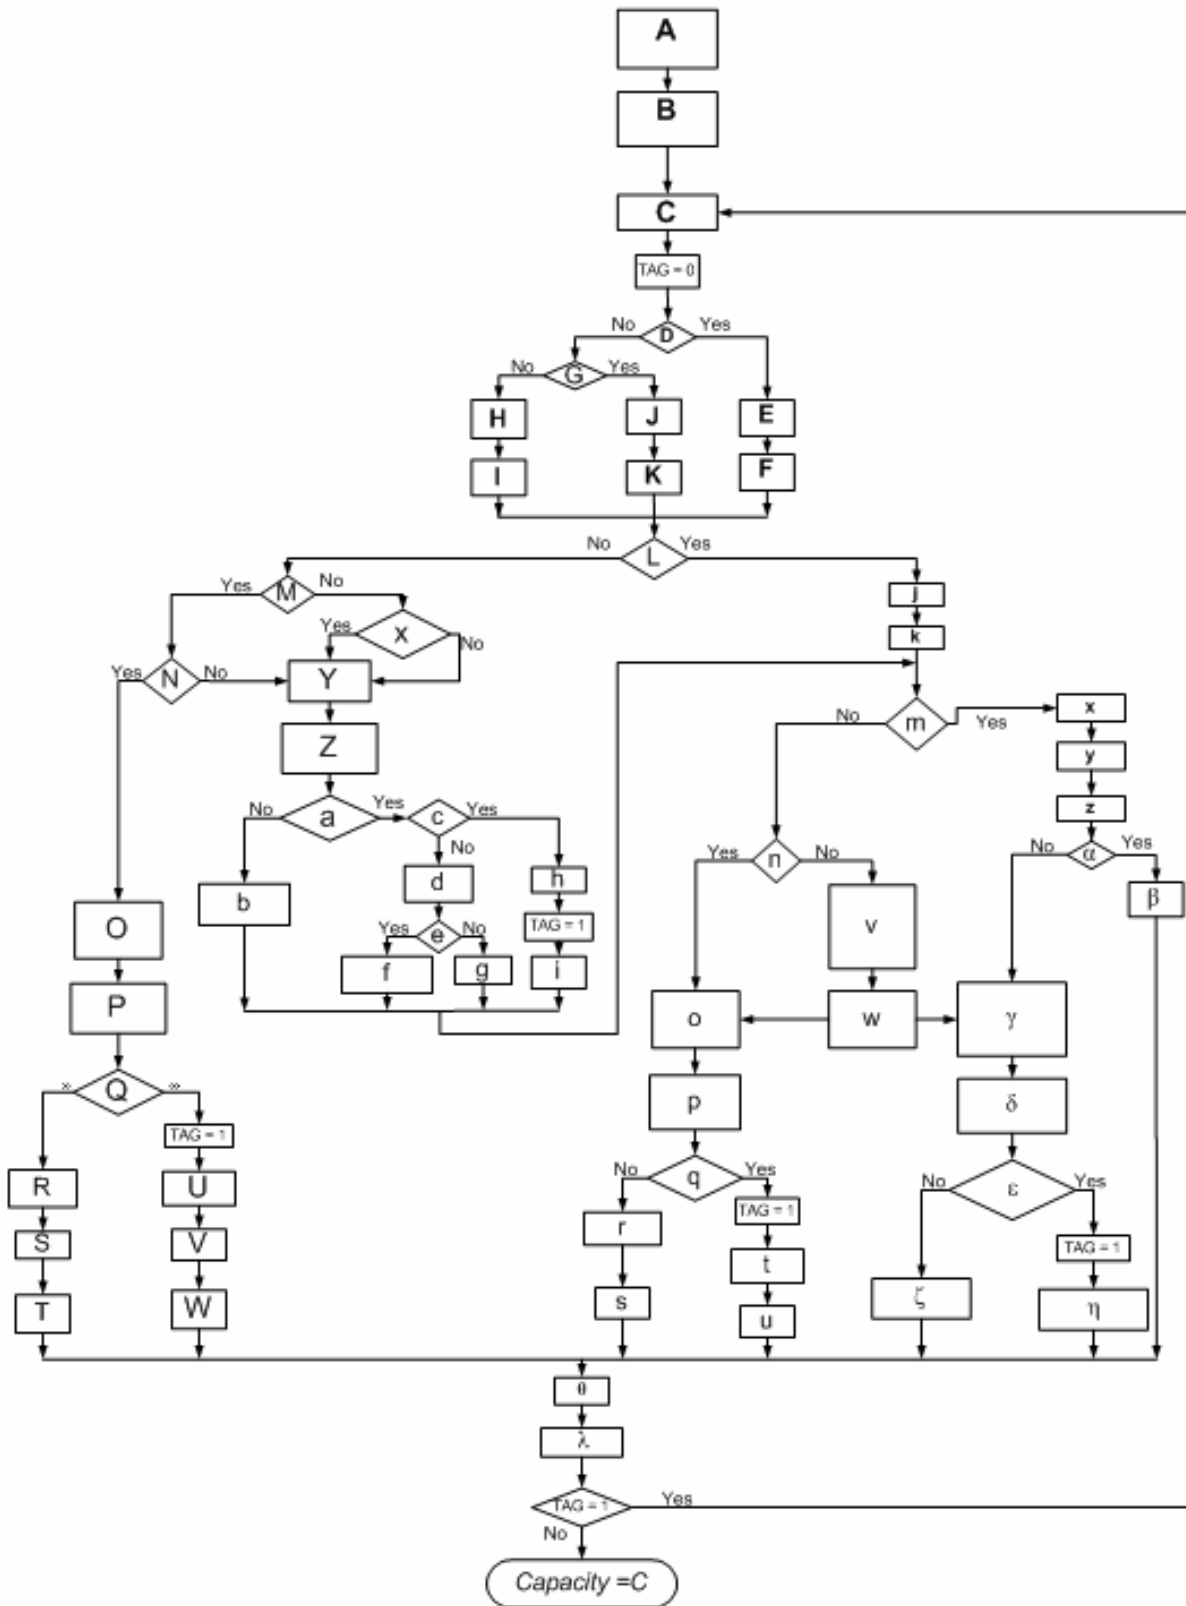 A
B
C
TAG = 0
No
D
Yes
No
G
Yes
H
J
E
I
K
F
No
L
Yes
Yes
M
No
j
k
Yes
x
No
Yes
N
No
Y
No
m
Yes
x
Z
y
z
No
a
Yes
c
Yes
No
Yes
n
No
No
α
Yes
b
d
h
v
β
O
TAG = 1
Yes
e
No
f
g
i
P
o
w
γ
Q
p
δ
TAG = 1
No
q
Yes
No
ε
Yes
R
U
TAG = 1
r
S
V
TAG = 1
t
T
W
s
u
ζ
η
θ
λ
TAG = 1
Yes
No
Capacity =C